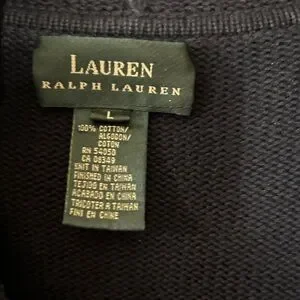 LAUREN
RALPH LAUREN
L
100% COTTON/
ALGODON/
COTON
RN 54050
CA 08349
KNIT IN TAIWAN
FINISHED IN CHINA
TEJIDO EN TAIWAN
ACABADO EN CHINA
TRICOTER A TAIWAN
FINI EN CHINE